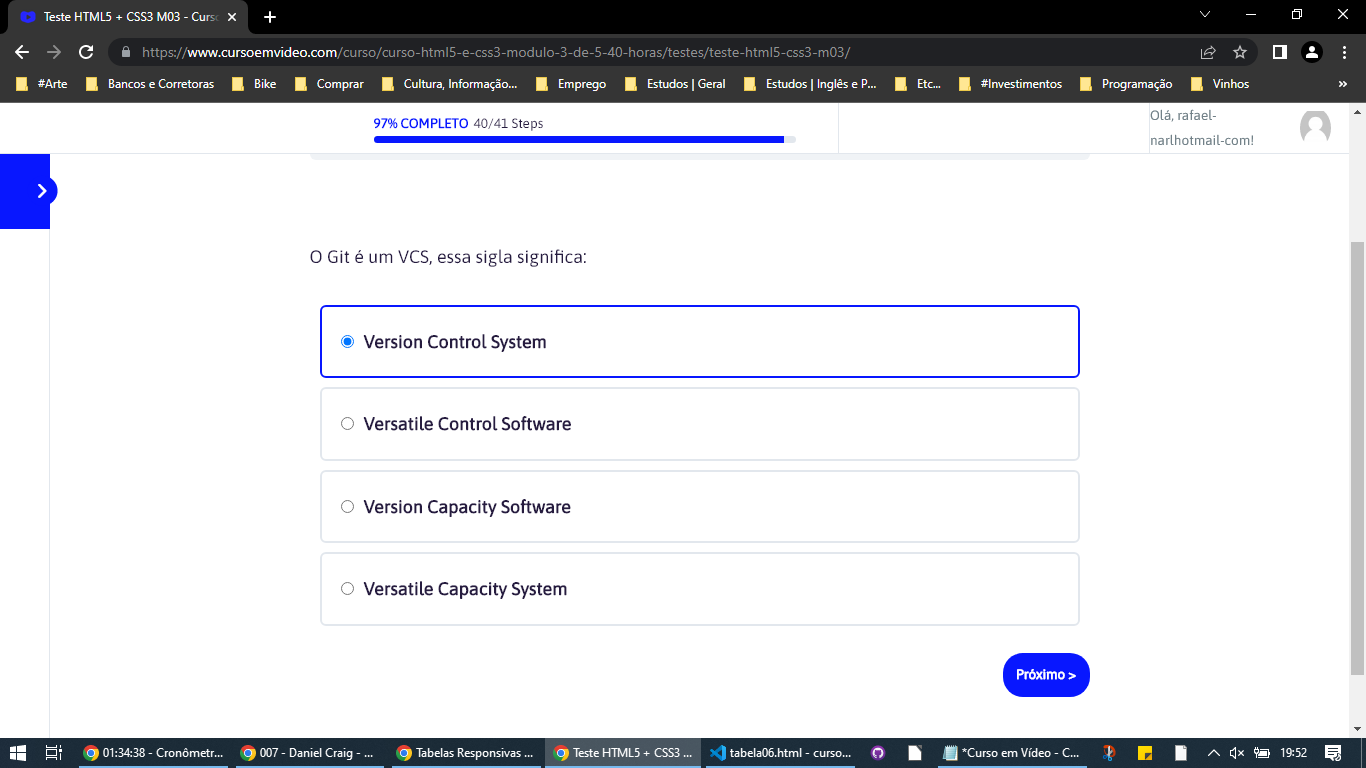 Teste HTML5 + CSS3 M03 - Curso
https://www.cursoemvideo.com/curso/curso-html5-e-css3-modulo-3-de-5-40-horas/testes/teste-html5-css3-m03/
#Arte Bancos e Corretoras Bike Comprar Cultura, Informação... Emprego Estudos | Geral Estudos | Inglês e P... Etc... #Investimentos Programação Vinhos »
97% COMPLETO 40/41 Steps
Olá, rafael-
narlhotmail-com!
O Git é um VCS, essa sigla significa:
Version Control System
Versatile Control Software
Version Capacity Software
Versatile Capacity System
Próximo >
01:34:38 - Cronômetr... 007 - Daniel Craig - ... Tabelas Responsivas ... Teste HTML5 + CSS3 ... tabela06.html - curso... *Curso em Vídeo - C... 19:52